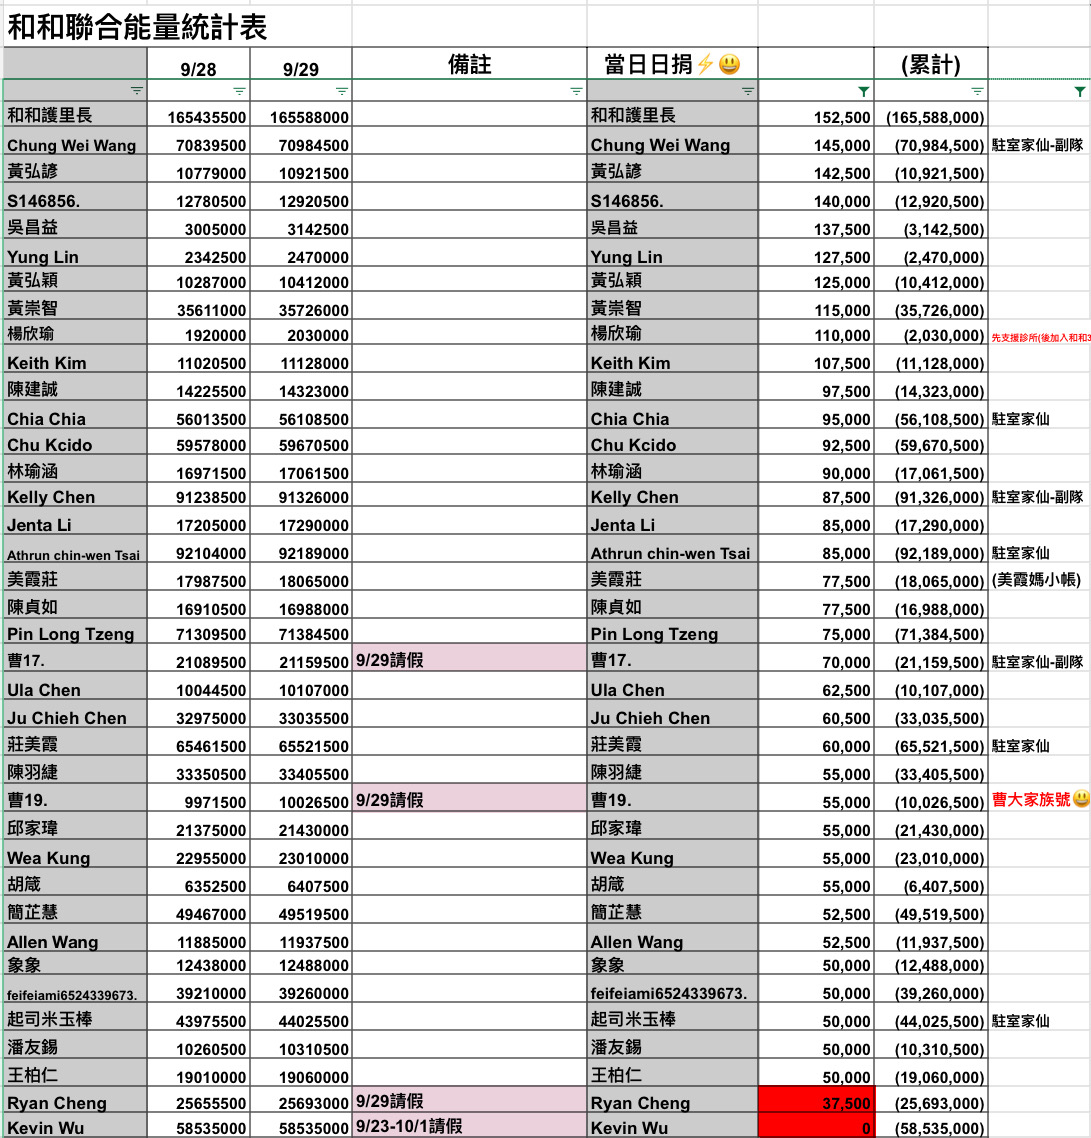 和和聯合能量統計表
9/28 9/29 備註 當日日捐⚡😃 (累計)
和和護里長 165435500 165588000 和和護里長 152,500 (165,588,000)
Chung Wei Wang 70839500 70984500 Chung Wei Wang 145,000 (70,984,500) 駐室家仙-副隊
黃弘諺 10779000 10921500 黃弘諺 142,500 (10,921,500)
S146856. 12780500 12920500 S146856. 140,000 (12,920,500)
吳昌益 3005000 3142500 吳昌益 137,500 (3,142,500)
Yung Lin 2342500 2470000 Yung Lin 127,500 (2,470,000)
黃弘穎 10287000 10412000 黃弘穎 125,000 (10,412,000)
黃崇智 35611000 35726000 黃崇智 115,000 (35,726,000)
楊欣瑜 1920000 2030000 楊欣瑜 110,000 (2,030,000) 先支援診所(後加入和和3
Keith Kim 11020500 11128000 Keith Kim 107,500 (11,128,000)
陳建誠 14225500 14323000 陳建誠 97,500 (14,323,000)
Chia Chia 56013500 56108500 Chia Chia 95,000 (56,108,500) 駐室家仙
Chu Kcido 59578000 59670500 Chu Kcido 92,500 (59,670,500)
林瑜涵 16971500 17061500 林瑜涵 90,000 (17,061,500)
Kelly Chen 91238500 91326000 Kelly Chen 87,500 (91,326,000) 駐室家仙-副隊
Jenta Li 17205000 17290000 Jenta Li 85,000 (17,290,000)
Athrun chin-wen Tsai 92104000 92189000 Athrun chin-wen Tsai 85,000 (92,189,000) 駐室家仙
美霞莊 17987500 18065000 美霞莊 77,500 (18,065,000) (美霞媽小帳)
陳貞如 16910500 16988000 陳貞如 77,500 (16,988,000)
Pin Long Tzeng 71309500 71384500 Pin Long Tzeng 75,000 (71,384,500)
曹17. 21089500 21159500 9/29請假 曹17. 70,000 (21,159,500) 駐室家仙-副隊
Ula Chen 10044500 10107000 Ula Chen 62,500 (10,107,000)
Ju Chieh Chen 32975000 33035500 Ju Chieh Chen 60,500 (33,035,500)
莊美霞 65461500 65521500 莊美霞 60,000 (65,521,500) 駐室家仙
陳羽緁 33350500 33405500 陳羽緁 55,000 (33,405,500)
曹19. 9971500 10026500 9/29請假 曹19. 55,000 (10,026,500) 曹大家族號😃
邱家瑋 21375000 21430000 邱家瑋 55,000 (21,430,000)
Wea Kung 22955000 23010000 Wea Kung 55,000 (23,010,000)
胡箴 6352500 6407500 胡箴 55,000 (6,407,500)
簡芷慧 49467000 49519500 簡芷慧 52,500 (49,519,500)
Allen Wang 11885000 11937500 Allen Wang 52,500 (11,937,500)
象象 12438000 12488000 象象 50,000 (12,488,000)
feifeiami6524339673. 39210000 39260000 feifeiami6524339673. 50,000 (39,260,000)
起司米玉棒 43975500 44025500 起司米玉棒 50,000 (44,025,500) 駐室家仙
潘友錫 10260500 10310500 潘友錫 50,000 (10,310,500)
王柏仁 19010000 19060000 王柏仁 50,000 (19,060,000)
Ryan Cheng 25655500 25693000 9/29請假 Ryan Cheng 37,500 (25,693,000)
Kevin Wu 58535000 58535000 9/23-10/1請假 Kevin Wu 0 (58,535,000)